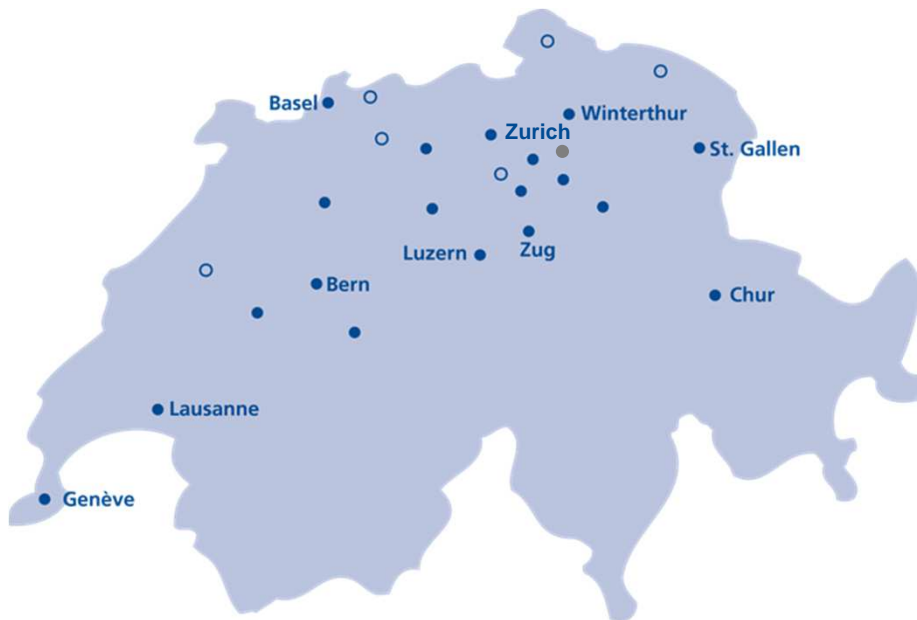 Basel
Winterthur
Zurich
St. Gallen
Luzern
Zug
Bern
Chur
Lausanne
Genève